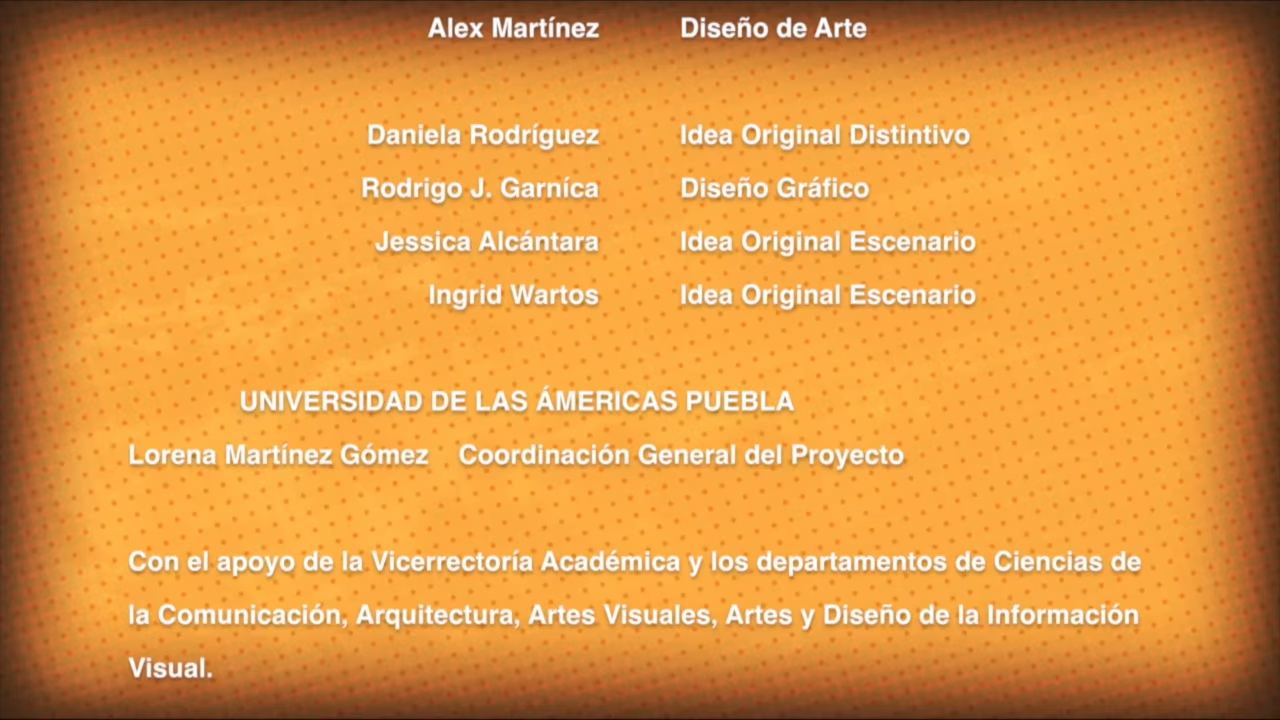 Alex Martínez Diseño de Arte
Daniela Rodríguez Idea Original Distintivo
Rodrigo J. Garníca Diseño Gráfico
Jessica Alcántara Idea Original Escenario
Ingrid Wartos Idea Original Escenario
UNIVERSIDAD DE LAS ÁMERICAS PUEBLA
Lorena Martínez Gómez Coordinación General del Proyecto
Con el apoyo de la Vicerrectoría Académica y los departamentos de Ciencias de
la Comunicación, Arquitectura, Artes Visuales, Artes y Diseño de la Información
Visual.